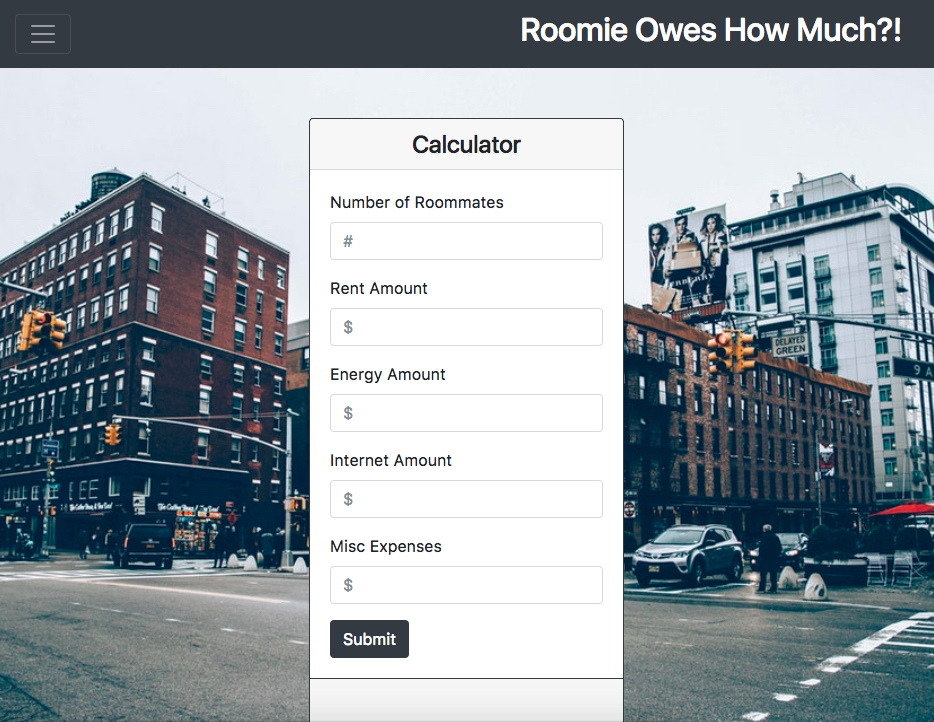 Roomie Owes How Much?!
Calculator
Number of Roommates
#
Rent Amount
$
Energy Amount
$
Internet Amount
$
Misc Expenses
$
Submit
DELAYED
GREEN
9 A